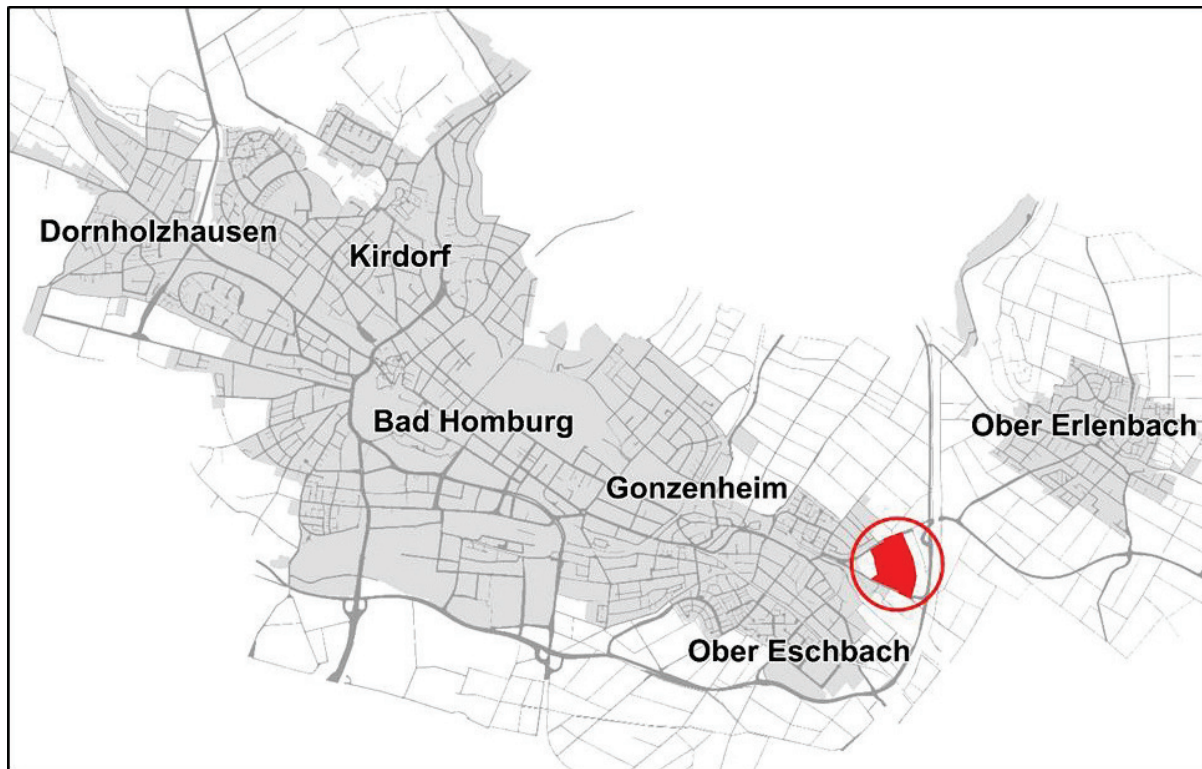 Dornholzhausen
Kirdorf
Bad Homburg
Ober Erlenbach
Gonzenheim
Ober Eschbach